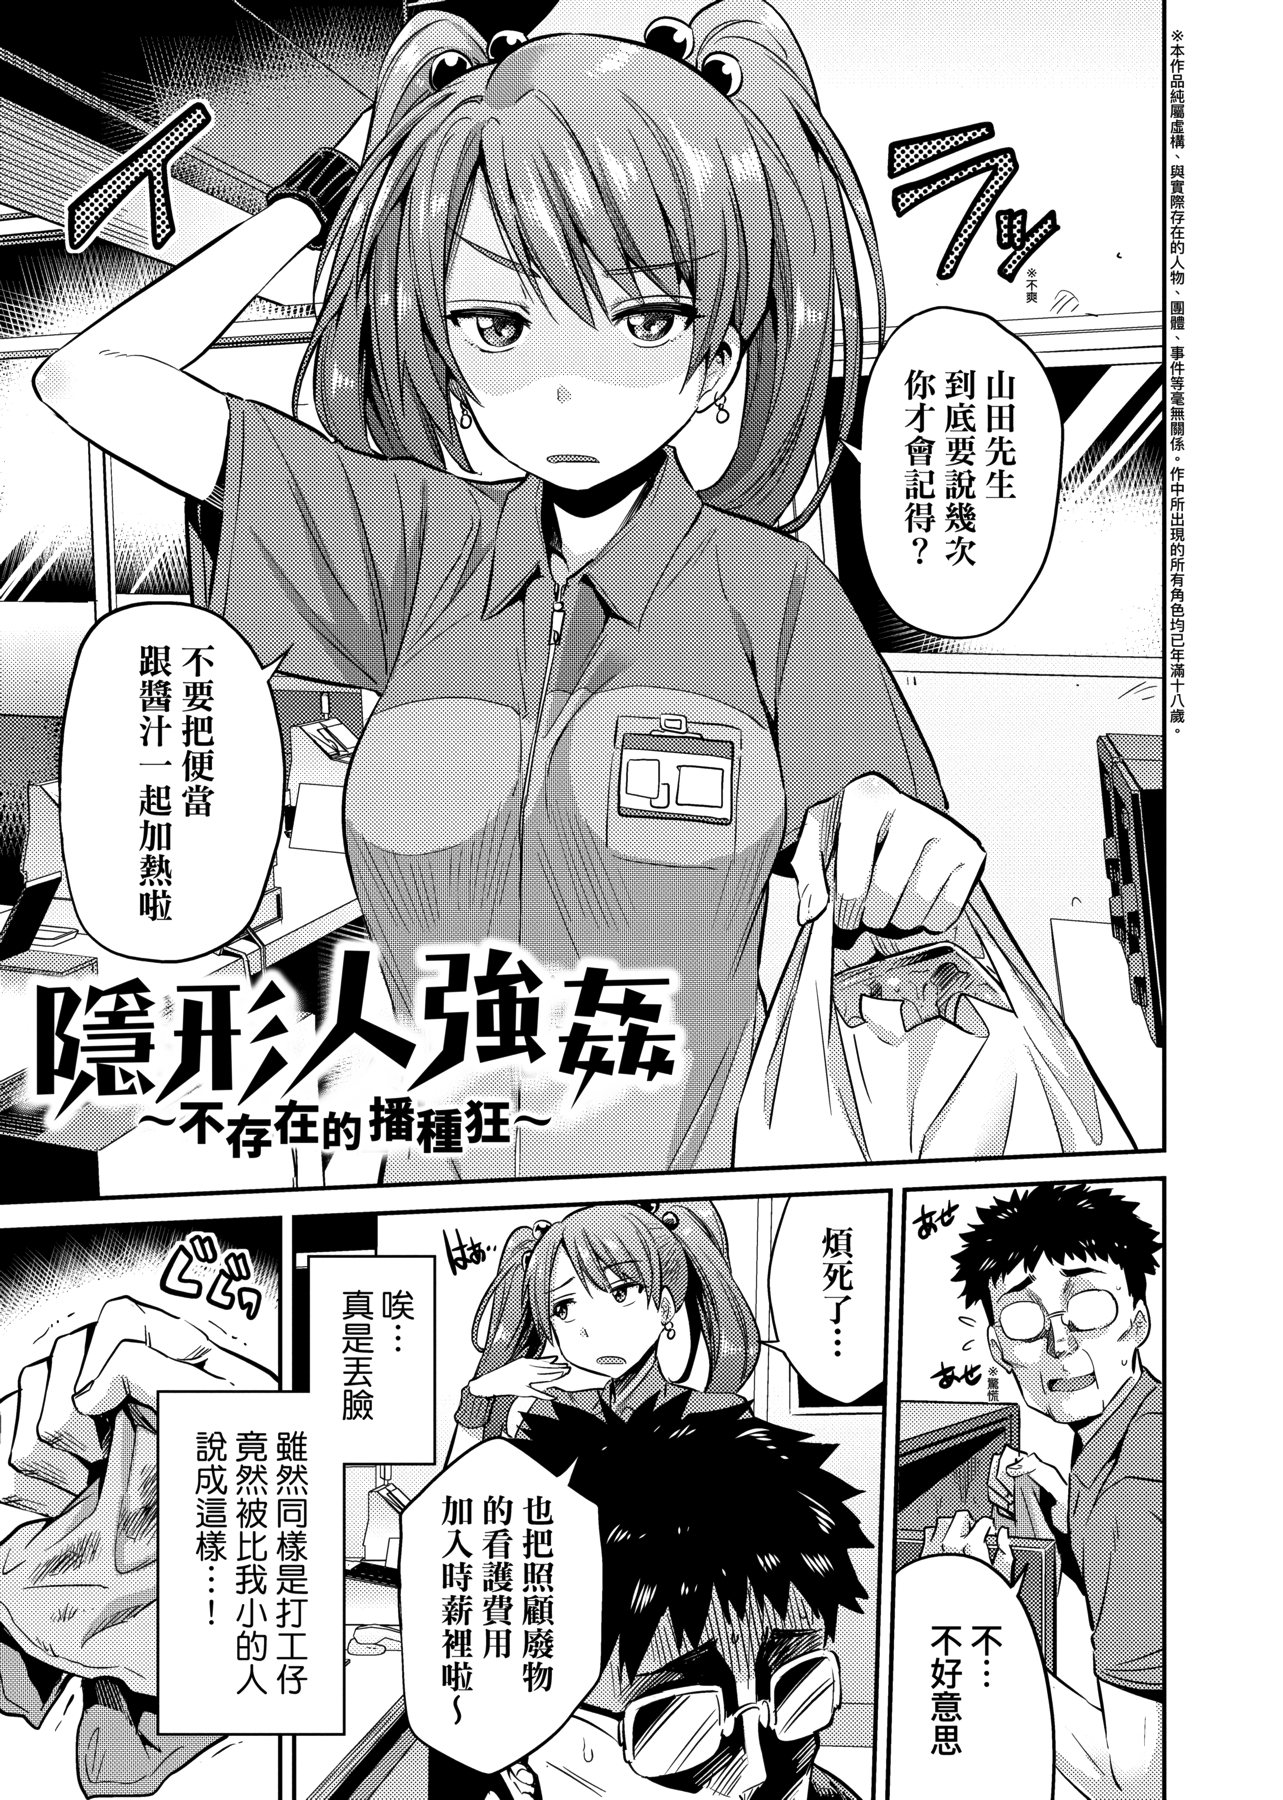 ※本作品純屬虛構、與實際存在的人物、團體、事件等毫無關係。作中所出現的所有角色均已年滿十八歲。
イラッ
※不爽
山田先生
到底要說幾次
你才會記得？
不要把便當
跟醬汁一起加熱啦
隱形人強姦
～不存在的播種狂～
あせ
あせ
※驚慌
不…
不好意思
煩死了…
はぁ…
也把照顧廢物
的看護費用
加入時薪裡啦～
唉…
真是丟臉
雖然同樣是打工仔
竟然被比我小的人
說成這樣…！
ぐじぐじッ